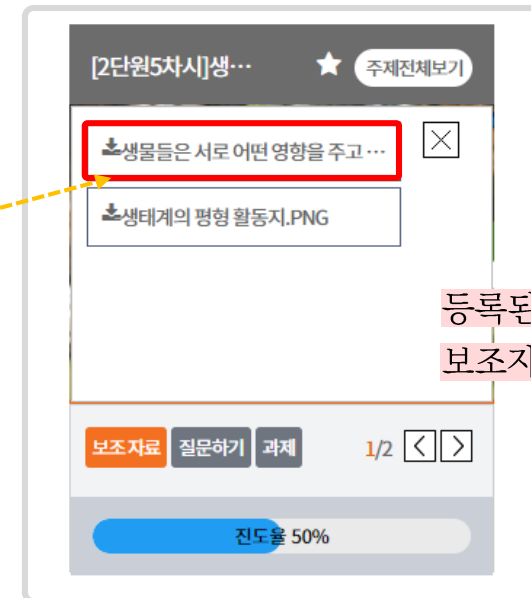 [2단원5차시]생… 주제전체보기
생물들은 서로 어떤 영향을 주고 …
생태계의 평형 활동지.PNG
등록된
보조자
보조자료 질문하기 과제 1/2
진도율 50%